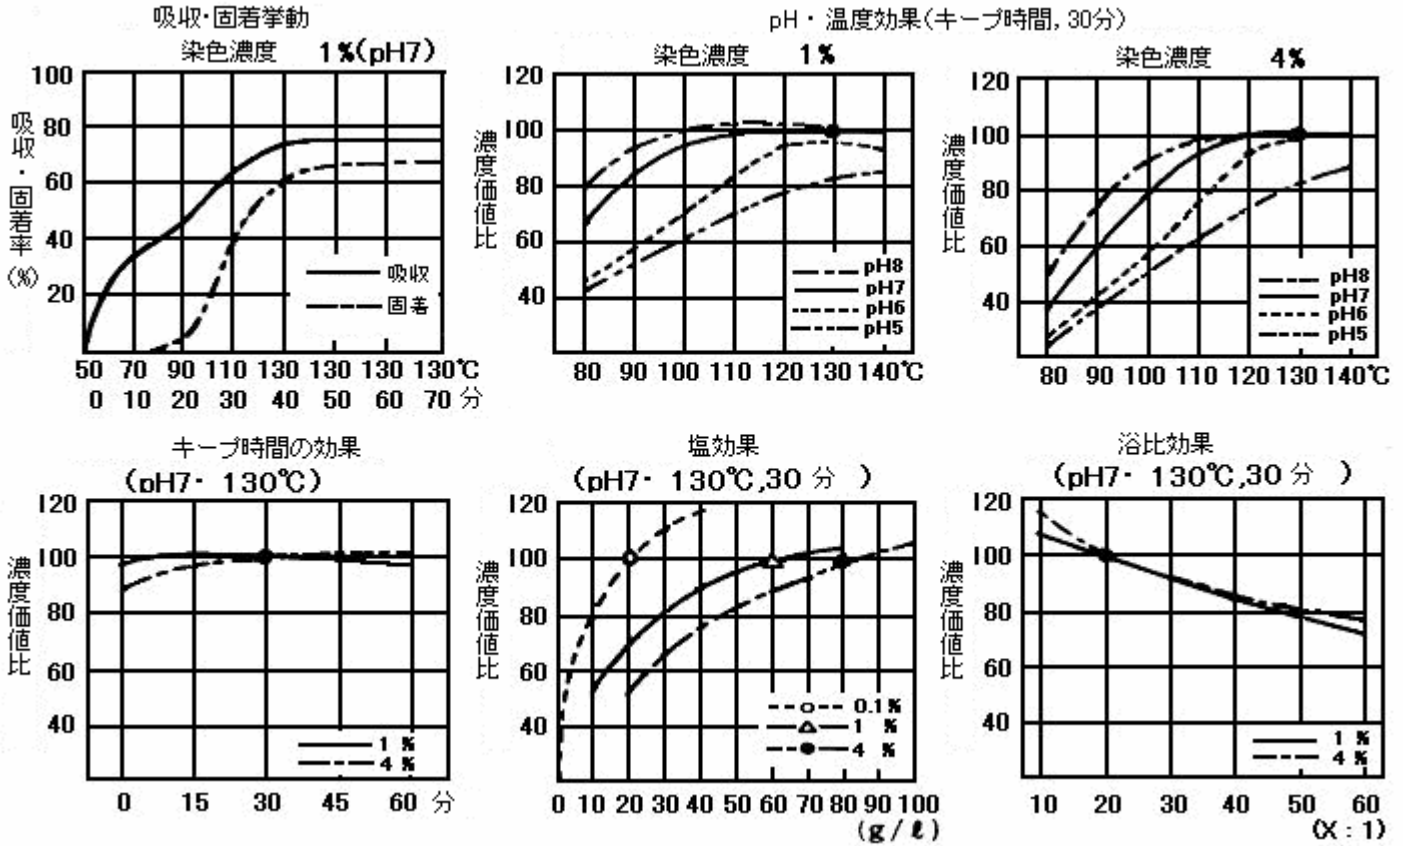 吸収・固着挙動
染色濃度 1%(pH7)
100
80
60
40
20
吸収・固着率(%)
吸収
固着
50 70 90 110 130 130 130 130℃
0 10 20 30 40 50 60 70 分
pH・温度効果(キープ時間,30分)
染色濃度 1%
120
100
80
60
40
濃度価値比
pH8
pH7
pH6
pH5
80 90 100 110 120 130 140℃
染色濃度 4%
120
100
80
60
40
濃度価値比
pH8
pH7
pH6
pH5
80 90 100 110 120 130 140℃
キープ時間の効果
(pH7・130℃)
120
100
80
60
40
濃度価値比
1 %
4 %
0 15 30 45 60 分
塩効果
(pH7・130℃,30分)
120
100
80
60
40
濃度価値比
0.1%
1 %
4 %
0 10 20 30 40 50 60 70 80 90 100
(g/ℓ)
浴比効果
(pH7・130℃,30分)
120
100
80
60
40
濃度価値比
1 %
4 %
10 20 30 40 50 60
(X:1)